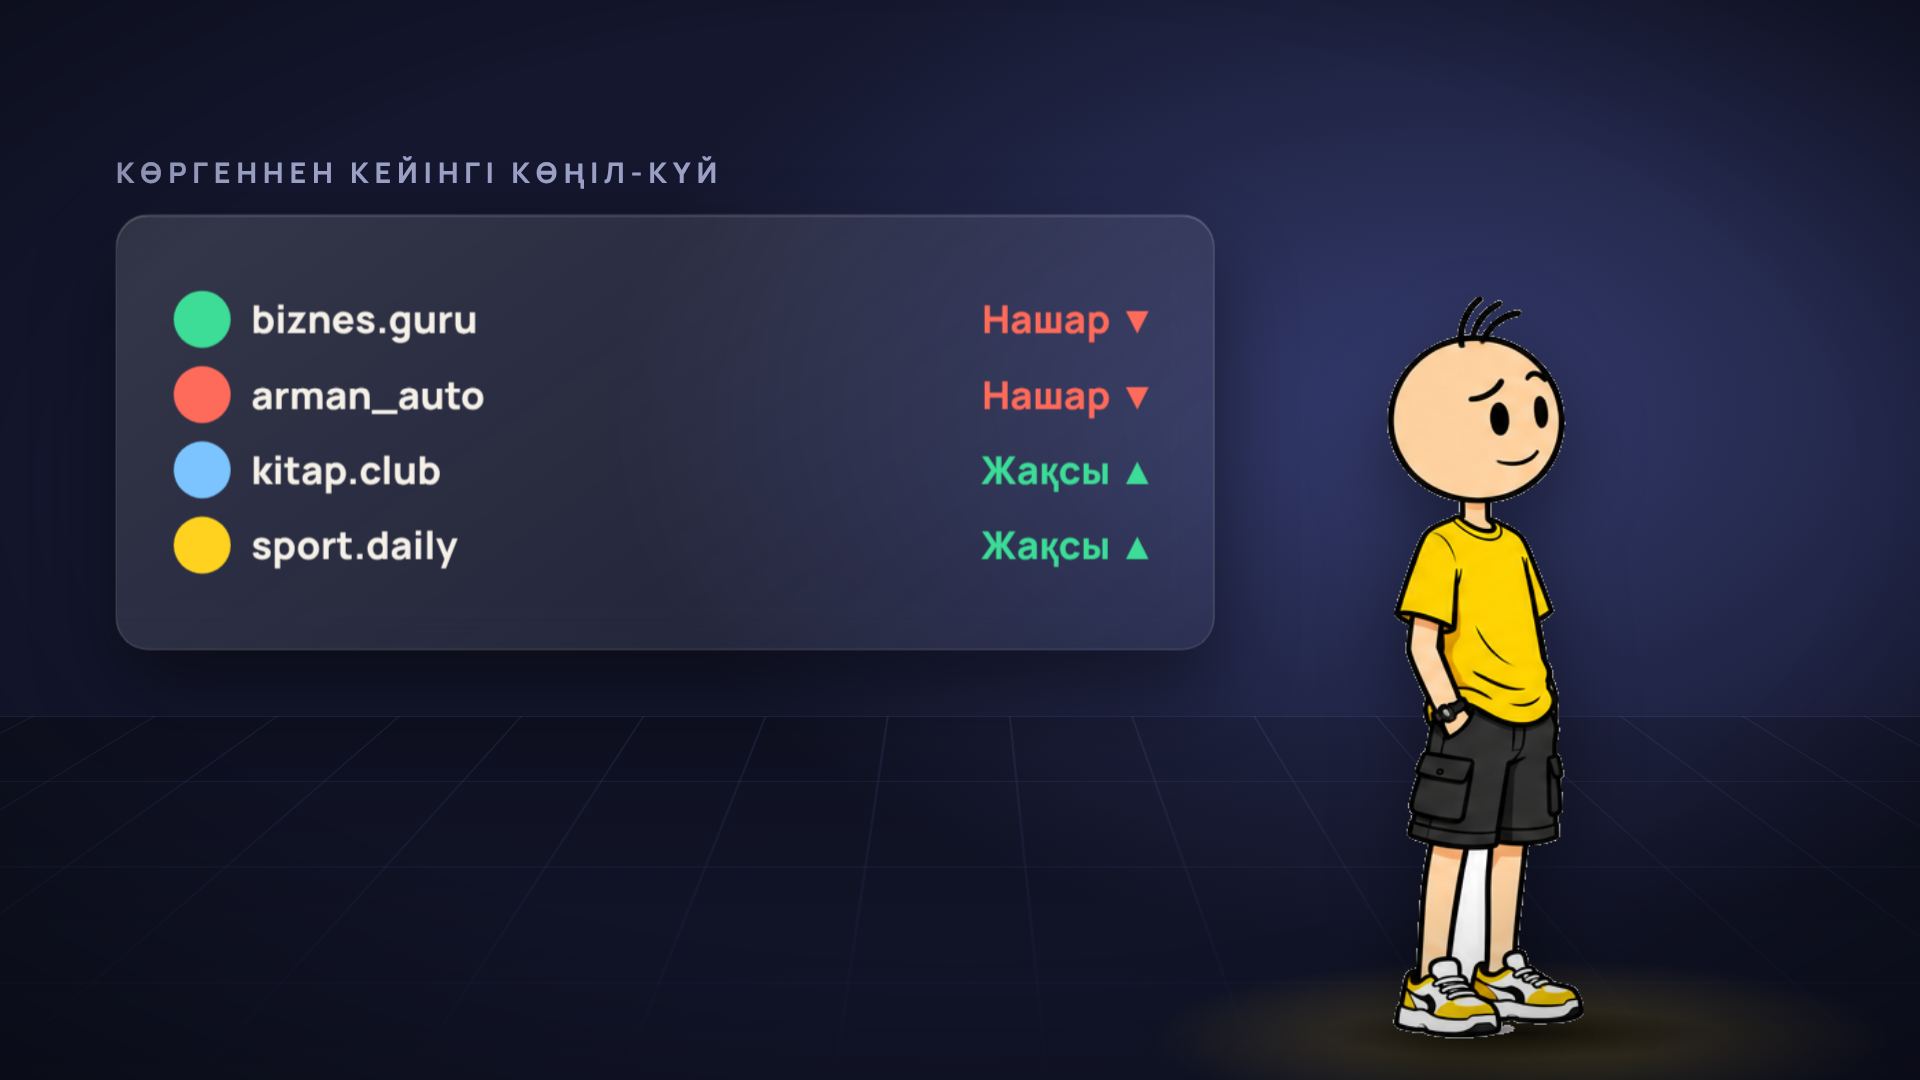 КӨРГЕННЕН КЕЙІНГІ КӨҢІЛ-КҮЙ
biznes.guru Нашар ▼
arman_auto Нашар ▼
kitap.club Жақсы ▲
sport.daily Жақсы ▲